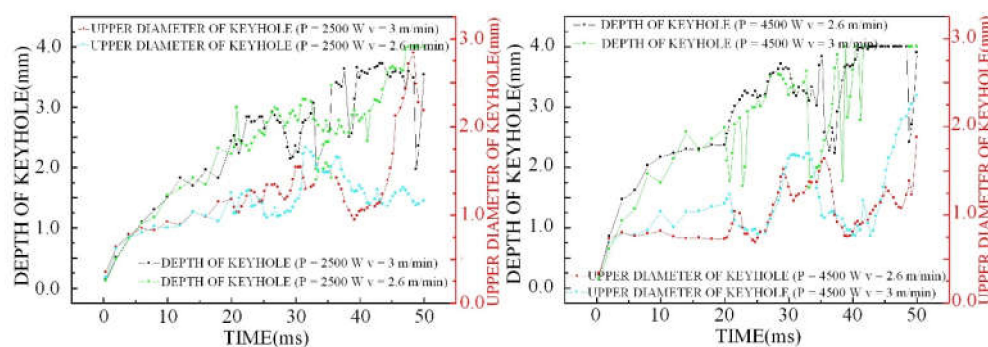 UPPER DIAMETER OF KEYHOLE (P = 2500 W v = 3 m/min)
UPPER DIAMETER OF KEYHOLE (P = 2500 W v = 2.6 m/min)
4.0
3.0
2.0
1.0
0.0
DEPTH OF KEYHOLE(mm)
3.0
2.0
1.0
0.0
UPPER DIAMETER OF KEYHOLE(mm)
DEPTH OF KEYHOLE (P = 2500 W v = 3 m/min)
DEPTH OF KEYHOLE (P = 2500 W v = 2.6 m/min)
0 10 20 30 40 50
TIME(ms)
DEPTH OF KEYHOLE (P = 4500 W v = 2.6 m/min)
DEPTH OF KEYHOLE (P = 4500 W v = 3 m/min)
4.0
3.0
2.0
1.0
0.0
DEPTH OF KEYHOLE(mm)
3.0
2.0
1.0
0.0
UPPER DIAMETER OF KEYHOLE(mm)
UPPER DIAMETER OF KEYHOLE (P = 4500 W v = 2.6 m/min)
UPPER DIAMETER OF KEYHOLE (P = 4500 W v = 3 m/min)
0 10 20 30 40 50
TIME(ms)